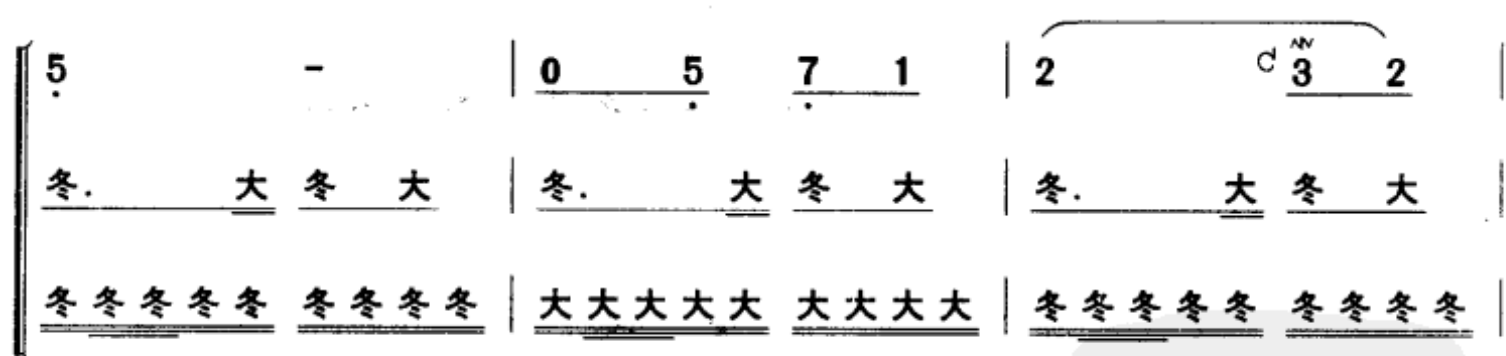 5 - | 0 5 7 1 | 2 3 2 |
冬. 大 冬 大 | 冬. 大 冬 大 | 冬. 大 冬 大 |
冬 冬 冬 冬 冬 冬 冬 冬 冬 | 大 大 大 大 大 大 大 大 大 | 冬 冬 冬 冬 冬 冬 冬 冬 冬 |